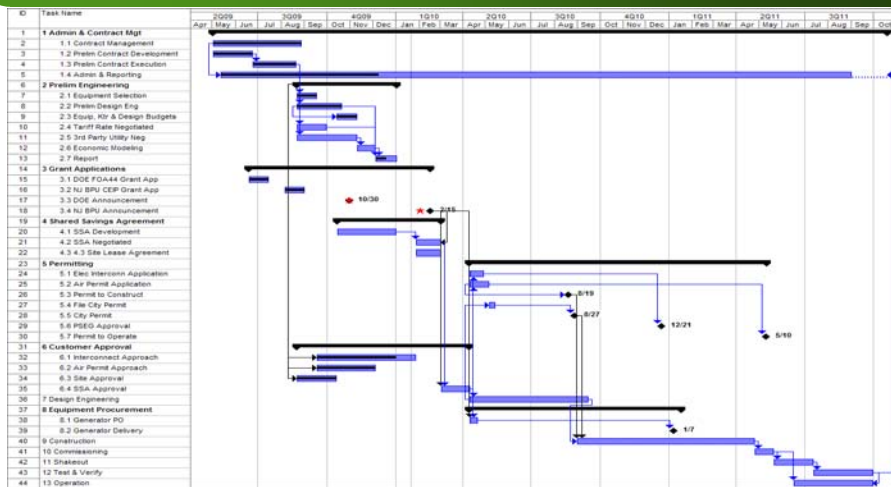 ID Task Name 2Q09 3Q09 4Q09 1Q10 2Q10 3Q10 4Q10 1Q11 2Q11 3Q11
Apr May Jun Jul Aug Sep Oct Nov Dec Jan Feb Mar Apr May Jun Jul Aug Sep Oct Nov Dec Jan Feb Mar Apr May Jun Jul Aug Sep Oct
1 1 Admin & Contract Mgt
2 1.1 Contract Management
3 1.2 Prelim Contract Development
4 1.3 Prelim Contract Execution
5 1.4 Admin & Reporting
6 2 Prelim Engineering
7 2.1 Equipment Selection
8 2.2 Prelim Design Eng
9 2.3 Equip, Ktr & Design Budgets
10 2.4 Tariff Rate Negotiated
11 2.5 3rd Party Utility Neg
12 2.6 Economic Modeling
13 2.7 Report
14 3 Grant Applications
15 3.1 DOE FOA44 Grant App
16 3.2 NJ BPU CEIP Grant App
17 3.3 DOE Announcement 10/30
18 3.4 NJ BPU Announcement 2/15
19 4 Shared Savings Agreement
20 4.1 SSA Development
21 4.2 SSA Negotiated
22 4.3 4.3 Site Lease Agreement
23 5 Permitting
24 5.1 Elec Interconn Application
25 5.2 Air Permit Application
26 5.3 Permit to Construct 8/19
27 5.4 File City Permit
28 5.5 City Permit 8/27
29 5.6 PSEG Approval 12/21
30 5.7 Permit to Operate 5/10
31 6 Customer Approval
32 6.1 Interconnect Approach
33 6.2 Air Permit Approach
34 6.3 Site Approval
35 6.4 SSA Approval
36 7 Design Engineering
37 8 Equipment Procurement
38 8.1 Generator PO
39 8.2 Generator Delivery 1/7
40 9 Construction
41 10 Commissioning
42 11 Shakeout
43 12 Test & Verify
44 13 Operation